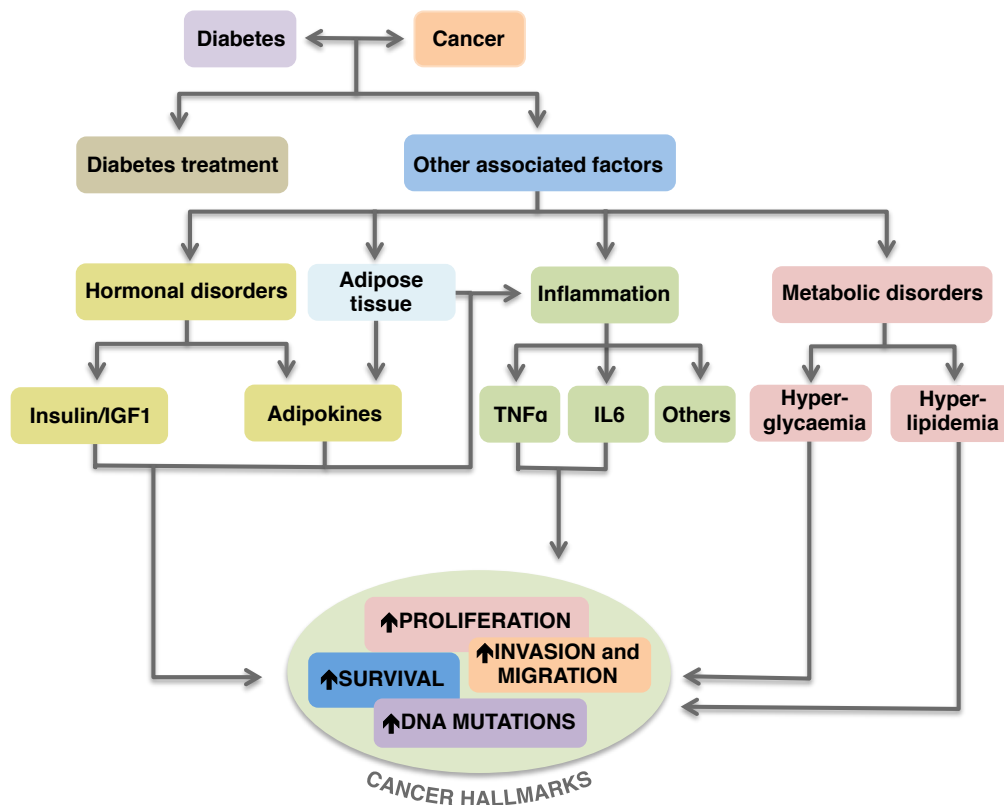 Diabetes
Cancer
Diabetes treatment
Other associated factors
Hormonal disorders
Adipose
tissue
Inflammation
Metabolic disorders
Insulin/IGF1
Adipokines
TNFα
IL6
Others
Hyper-
glycaemia
Hyper-
lipidemia
PROLIFERATION
INVASION and
MIGRATION
SURVIVAL
DNA MUTATIONS
CANCER HALLMARKS